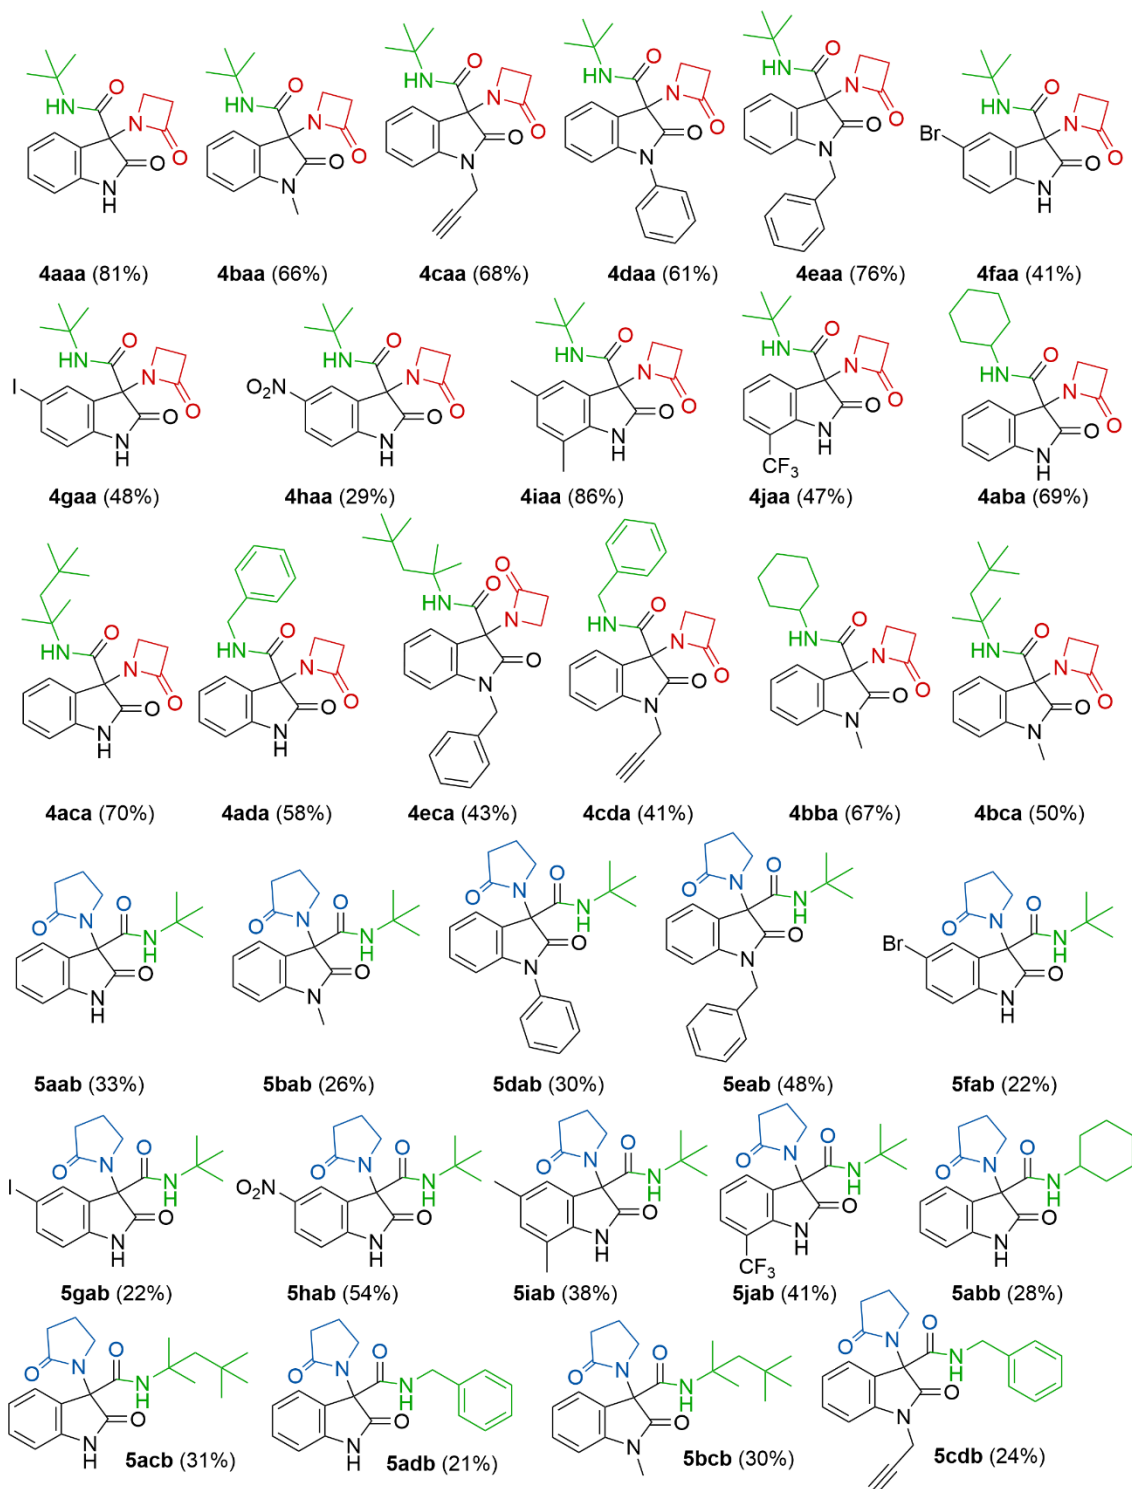 4aaa (81%) 4baa (66%) 4caa (68%) 4daa (61%) 4eaa (76%) 4faa (41%)
4gaa (48%) 4haa (29%) 4iaa (86%) 4jaa (47%) 4aba (69%)
4aca (70%) 4ada (58%) 4eca (43%) 4cda (41%) 4bba (67%) 4bca (50%)
5aab (33%) 5bab (26%) 5dab (30%) 5eab (48%) 5fab (22%)
5gab (22%) 5hab (54%) 5iab (38%) 5jab (41%) 5abb (28%)
5acb (31%) 5adb (21%) 5bcb (30%) 5cdb (24%)